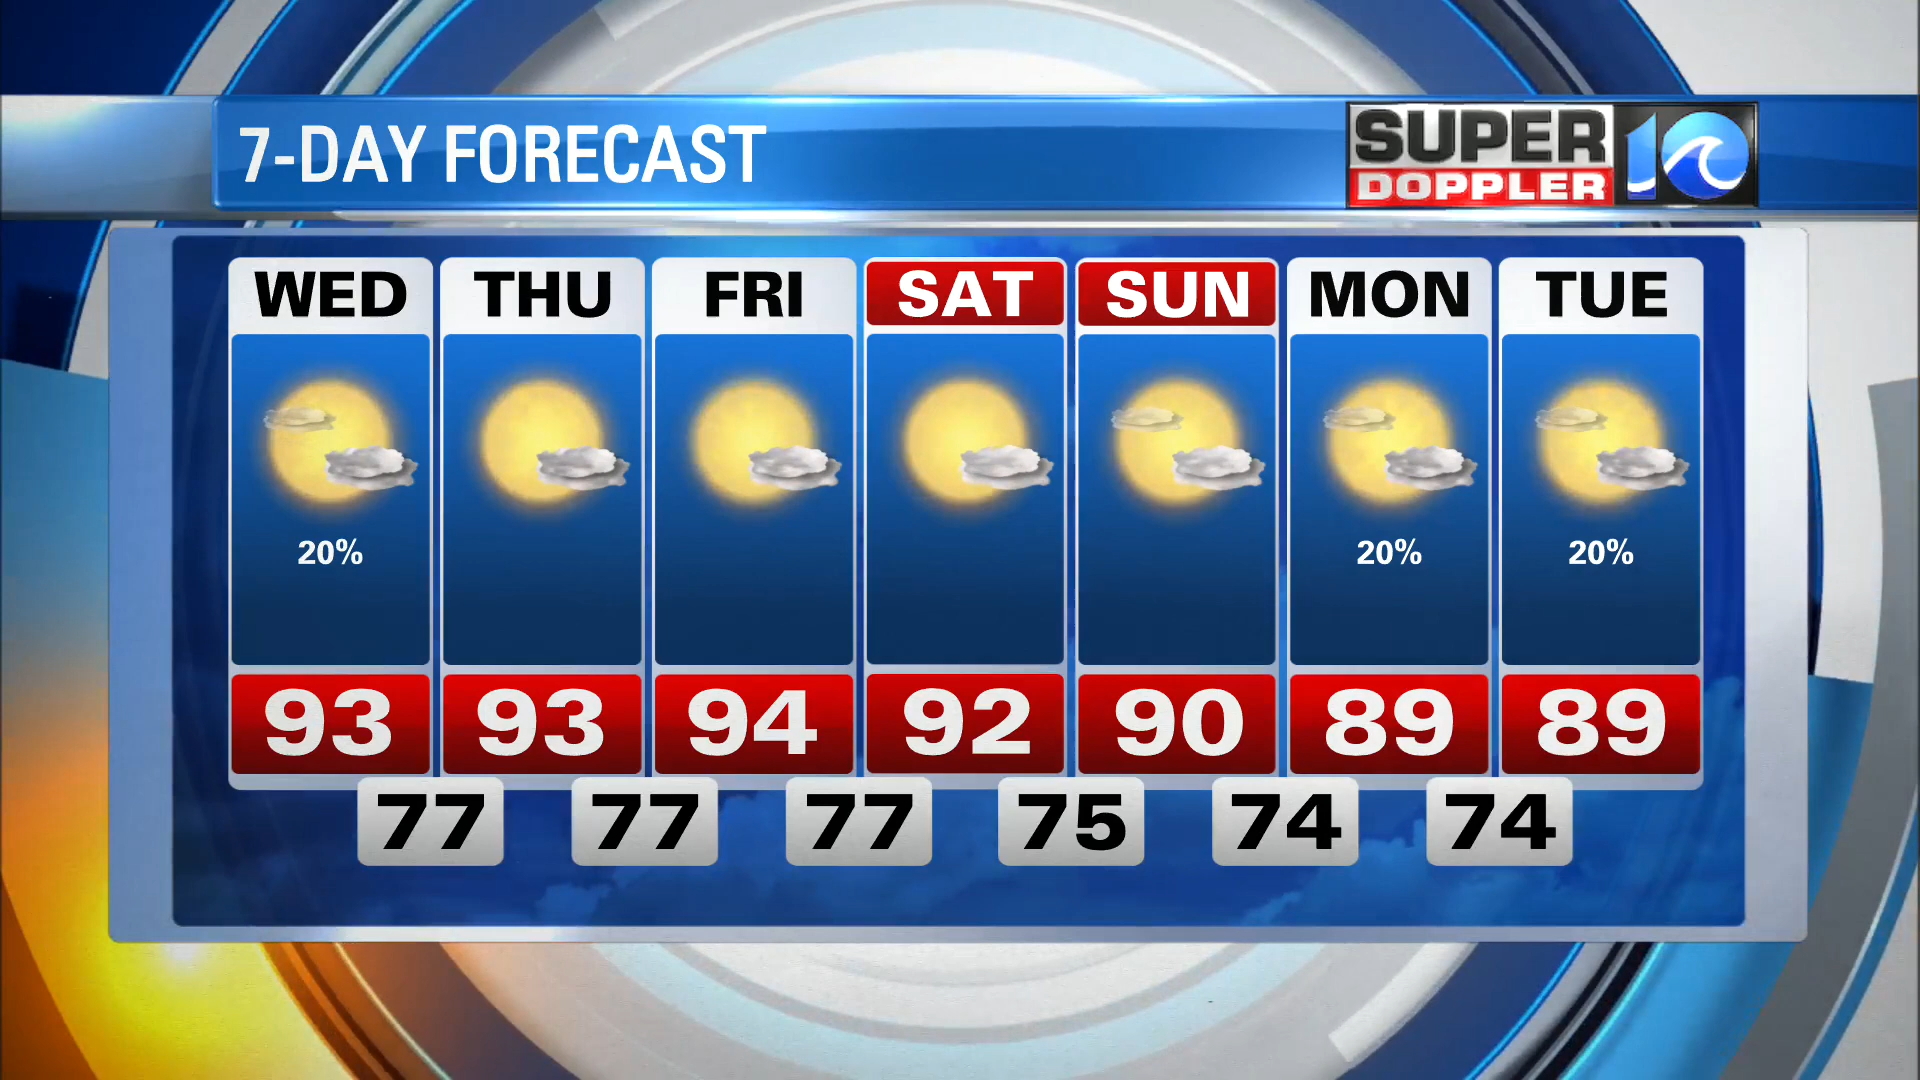 7-DAY FORECAST
SUPER
DOPPLER
10
WED THU FRI SAT SUN MON TUE
20% 20% 20%
93 93 94 92 90 89 89
77 77 77 75 74 74